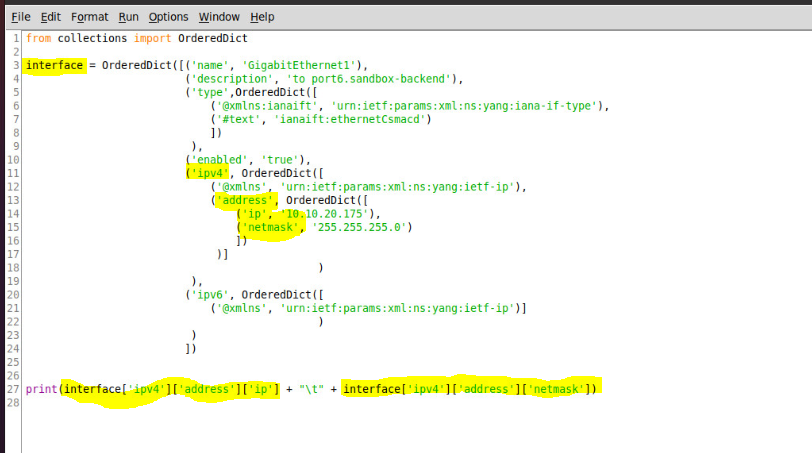 File Edit Format Run Options Window Help
1 from collections import OrderedDict
2
3 interface = OrderedDict([('name', 'GigabitEthernet1'),
4 ('description', 'to port6.sandbox-backend'),
5 ('type',OrderedDict([
6 ('@xmlns:ianaift', 'urn:ietf:params:xml:ns:yang:iana-if-type'),
7 ('#text', 'ianaift:ethernetCsmacd')
8 ])
9 ),
10 ('enabled', 'true'),
11 ('ipv4', OrderedDict([
12 ('@xmlns', 'urn:ietf:params:xml:ns:yang:ietf-ip'),
13 ('address', OrderedDict([
14 ('ip', '10.10.20.175'),
15 ('netmask', '255.255.255.0')
16 ])
17 )]
18 )
19 ),
20 ('ipv6', OrderedDict([
21 ('@xmlns', 'urn:ietf:params:xml:ns:yang:ietf-ip')]
22 )
23 )
24 ])
25
26
27 print(interface['ipv4']['address']['ip'] + "\t" + interface['ipv4']['address']['netmask'])
28